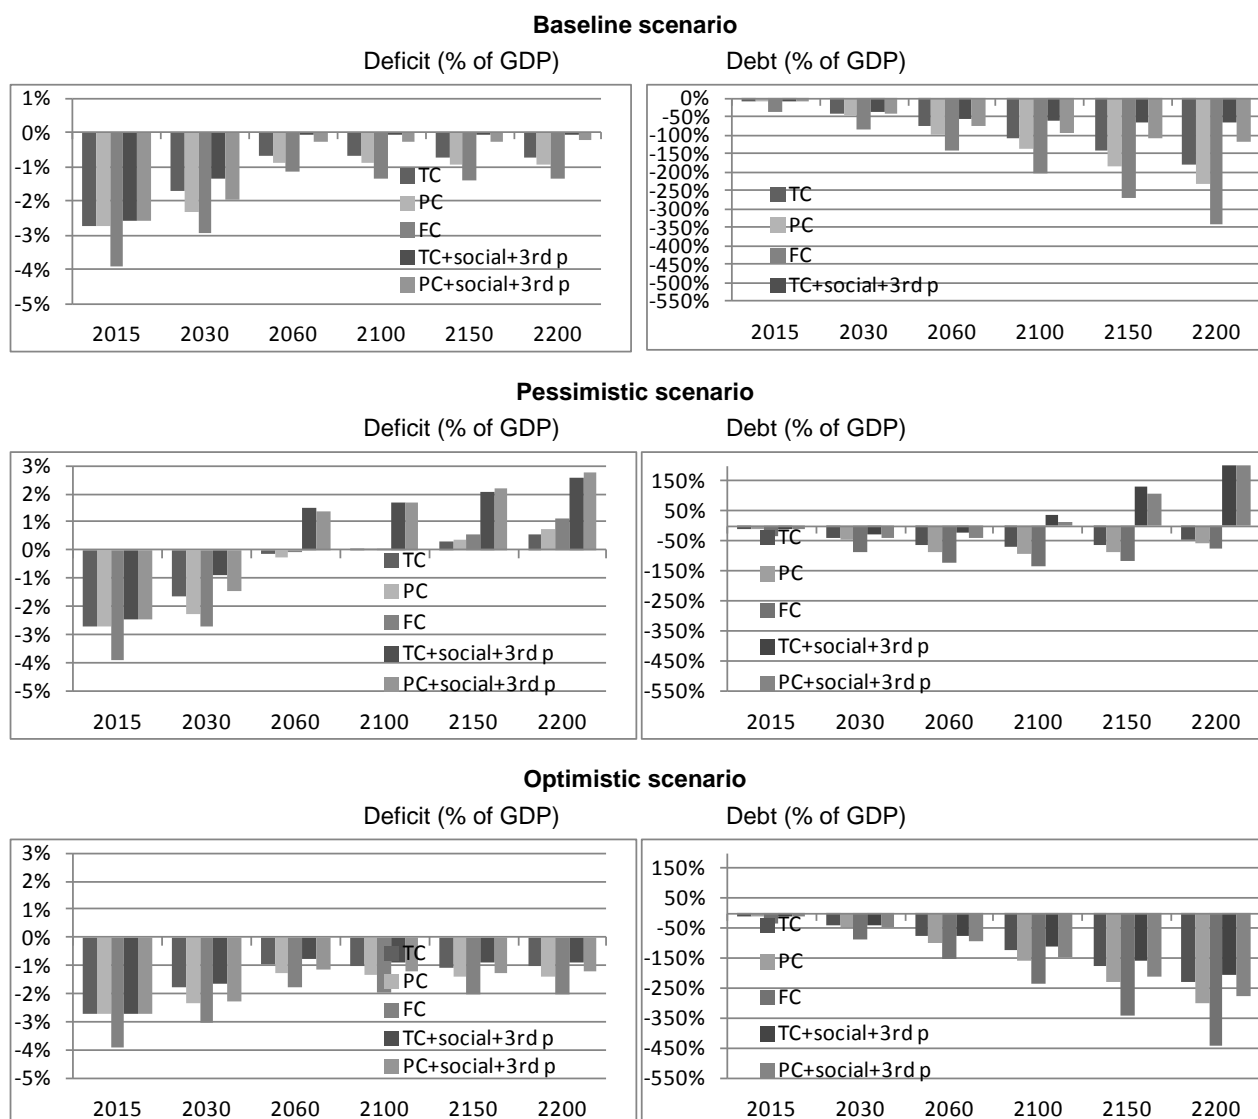 Baseline scenario
Deficit (% of GDP)
1%
0%
-1%
-2%
-3%
-4%
-5%
TC
PC
FC
TC+social+3rd p
PC+social+3rd p
2015 2030 2060 2100 2150 2200
Debt (% of GDP)
0%
-50%
-100%
-150%
-200%
-250%
-300%
-350%
-400%
-450%
-500%
-550%
TC
PC
FC
TC+social+3rd p
2015 2030 2060 2100 2150 2200
Pessimistic scenario
Deficit (% of GDP)
3%
2%
1%
0%
-1%
-2%
-3%
-4%
-5%
TC
PC
FC
TC+social+3rd p
PC+social+3rd p
2015 2030 2060 2100 2150 2200
Debt (% of GDP)
150%
50%
-50%
-150%
-250%
-350%
-450%
-550%
TC
PC
FC
TC+social+3rd p
PC+social+3rd p
2015 2030 2060 2100 2150 2200
Optimistic scenario
Deficit (% of GDP)
3%
2%
1%
0%
-1%
-2%
-3%
-4%
-5%
TC
PC
FC
TC+social+3rd p
PC+social+3rd p
2015 2030 2060 2100 2150 2200
Debt (% of GDP)
150%
50%
-50%
-150%
-250%
-350%
-450%
-550%
TC
PC
FC
TC+social+3rd p
PC+social+3rd p
2015 2030 2060 2100 2150 2200